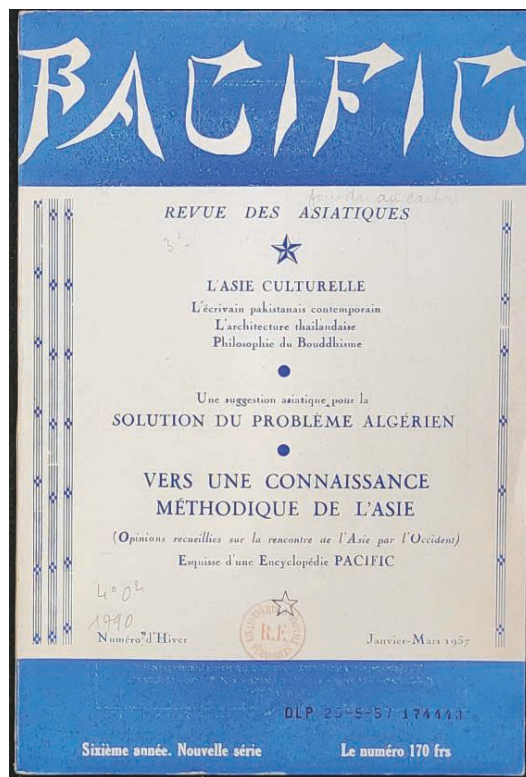 PACIFIC
REVUE DES ASIATIQUES
L'ASIE CULTURELLE
L'écrivain pakistanais contemporain
L'architecture thaïlandaise
Philosophie du Bouddhisme
Une suggestion asiatique pour la
SOLUTION DU PROBLÈME ALGÉRIEN
VERS UNE CONNAISSANCE
MÉTHODIQUE DE L'ASIE
(Opinions recueillies sur la rencontre de l'Asie par l'Occident)
Esquisse d'une Encyclopédie PACIFIC
4° O²
1790
R.F.
Numéro d'Hiver
Janvier-Mars 1957
DLP 25-5-57 174443
Sixième année. Nouvelle série
Le numéro 170 frs